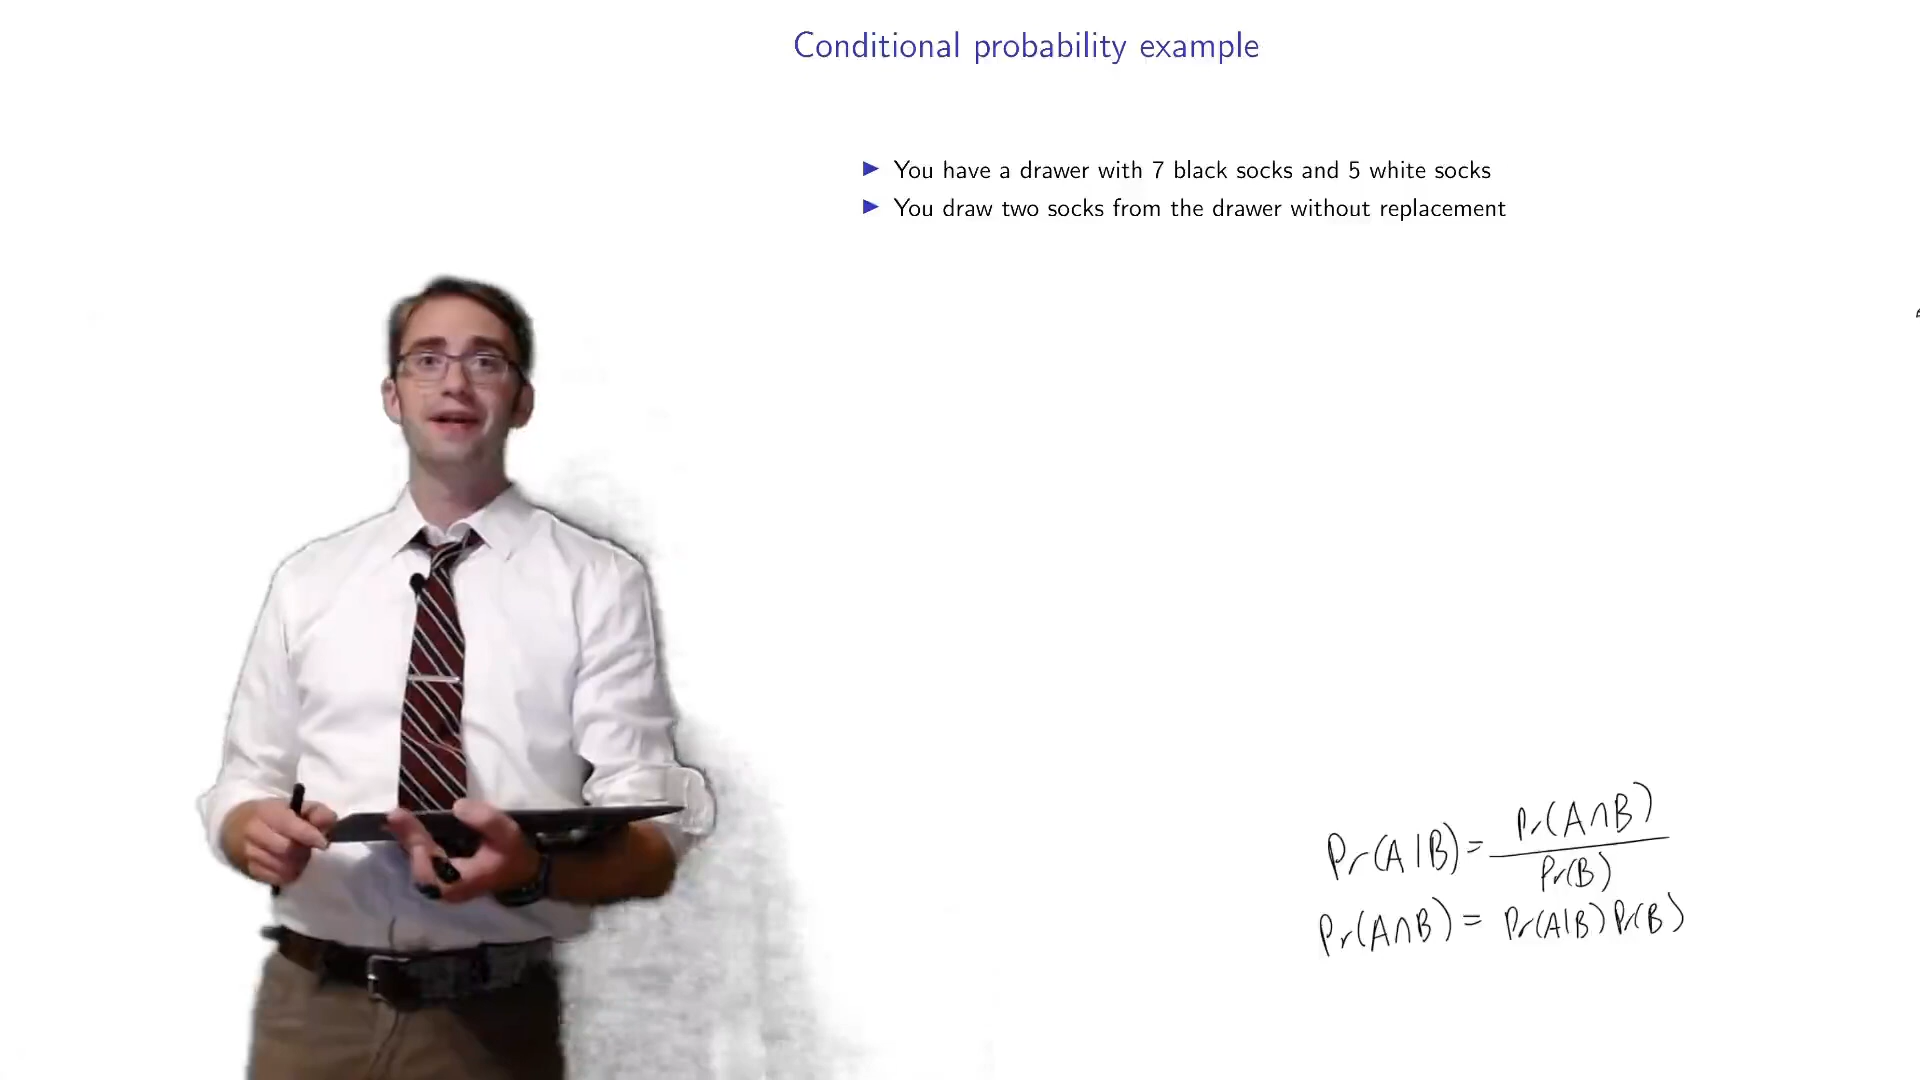 Conditional probability example
▶ You have a drawer with 7 black socks and 5 white socks
▶ You draw two socks from the drawer without replacement
Pr(A|B) = Pr(A∩B) / Pr(B)
Pr(A∩B) = Pr(A|B) Pr(B)